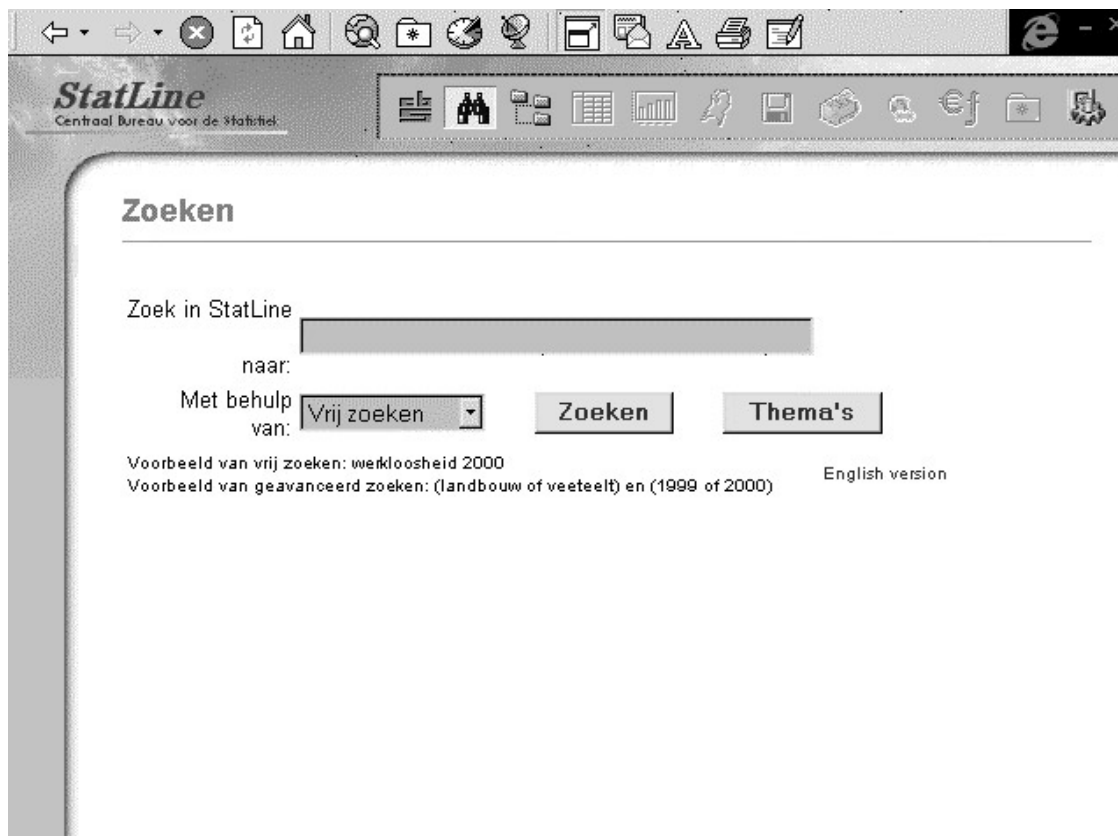 StatLine
Centraal Bureau voor de Statistiek
Zoeken
Zoek in StatLine
naar:
Met behulp
van:
Vrij zoeken
Zoeken
Thema's
Voorbeeld van vrij zoeken: werkloosheid 2000
Voorbeeld van geavanceerd zoeken: (landbouw of veeteelt) en (1999 of 2000)
English version